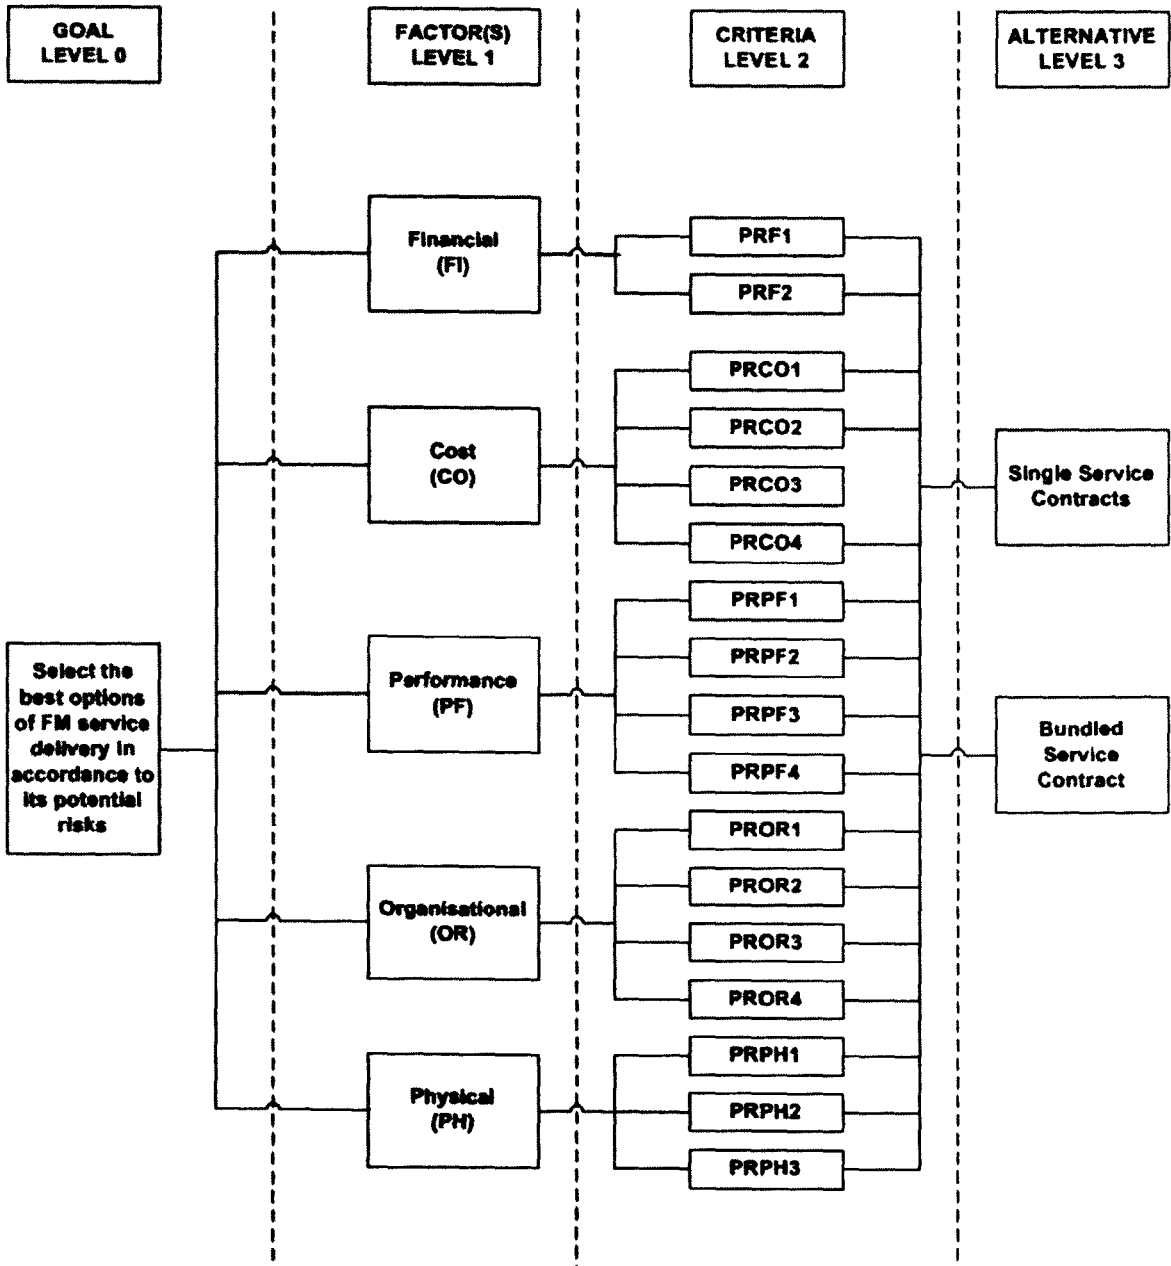 GOAL
LEVEL 0
FACTOR(S)
LEVEL 1
CRITERIA
LEVEL 2
ALTERNATIVE
LEVEL 3
Select the
best options
of FM service
delivery in
accordance to
its potential
risks
Financial
(FI)
Cost
(CO)
Performance
(PF)
Organisational
(OR)
Physical
(PH)
PRF1
PRF2
PRCO1
PRCO2
PRCO3
PRCO4
PRPF1
PRPF2
PRPF3
PRPF4
PROR1
PROR2
PROR3
PROR4
PRPH1
PRPH2
PRPH3
Single Service
Contracts
Bundled
Service
Contract